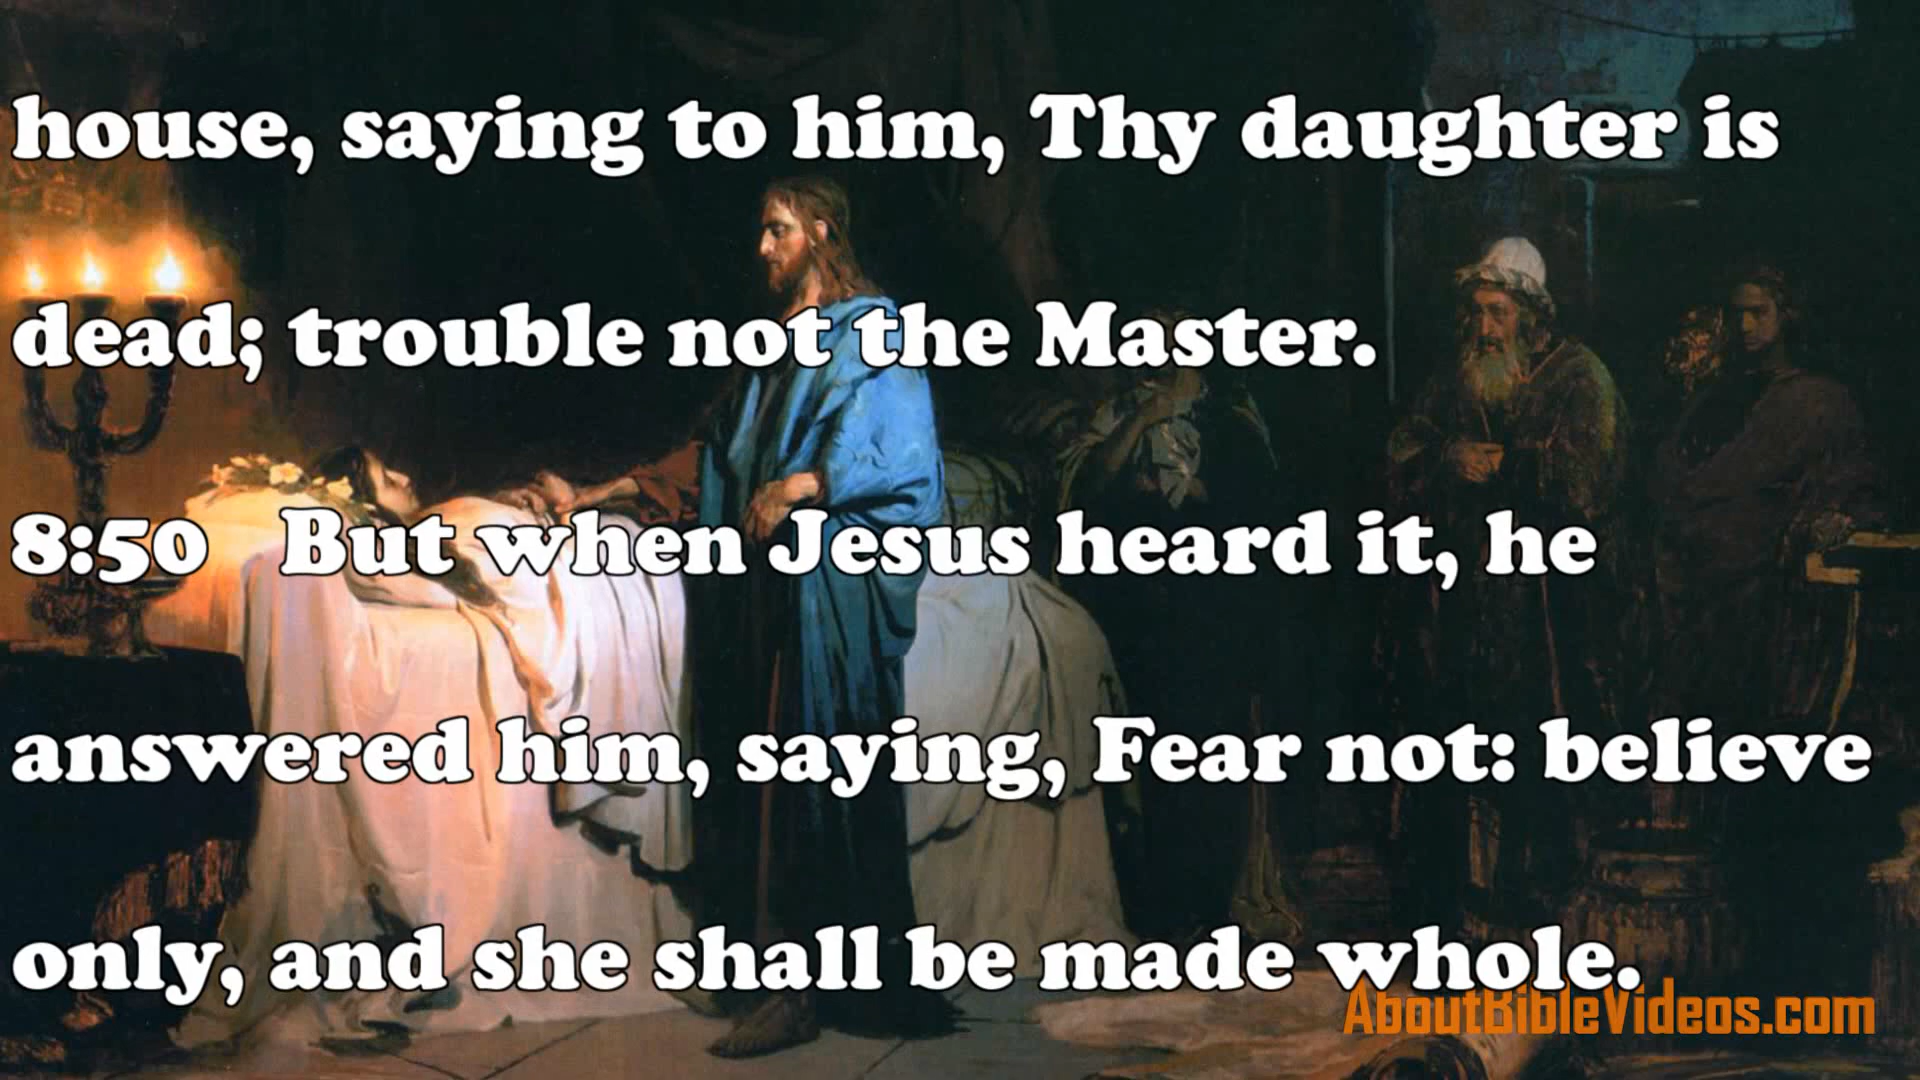 house, saying to him, Thy daughter is
dead; trouble not the Master.
8:50 But when Jesus heard it, he
answered him, saying, Fear not: believe
only, and she shall be made whole.
AboutBibleVideos.com